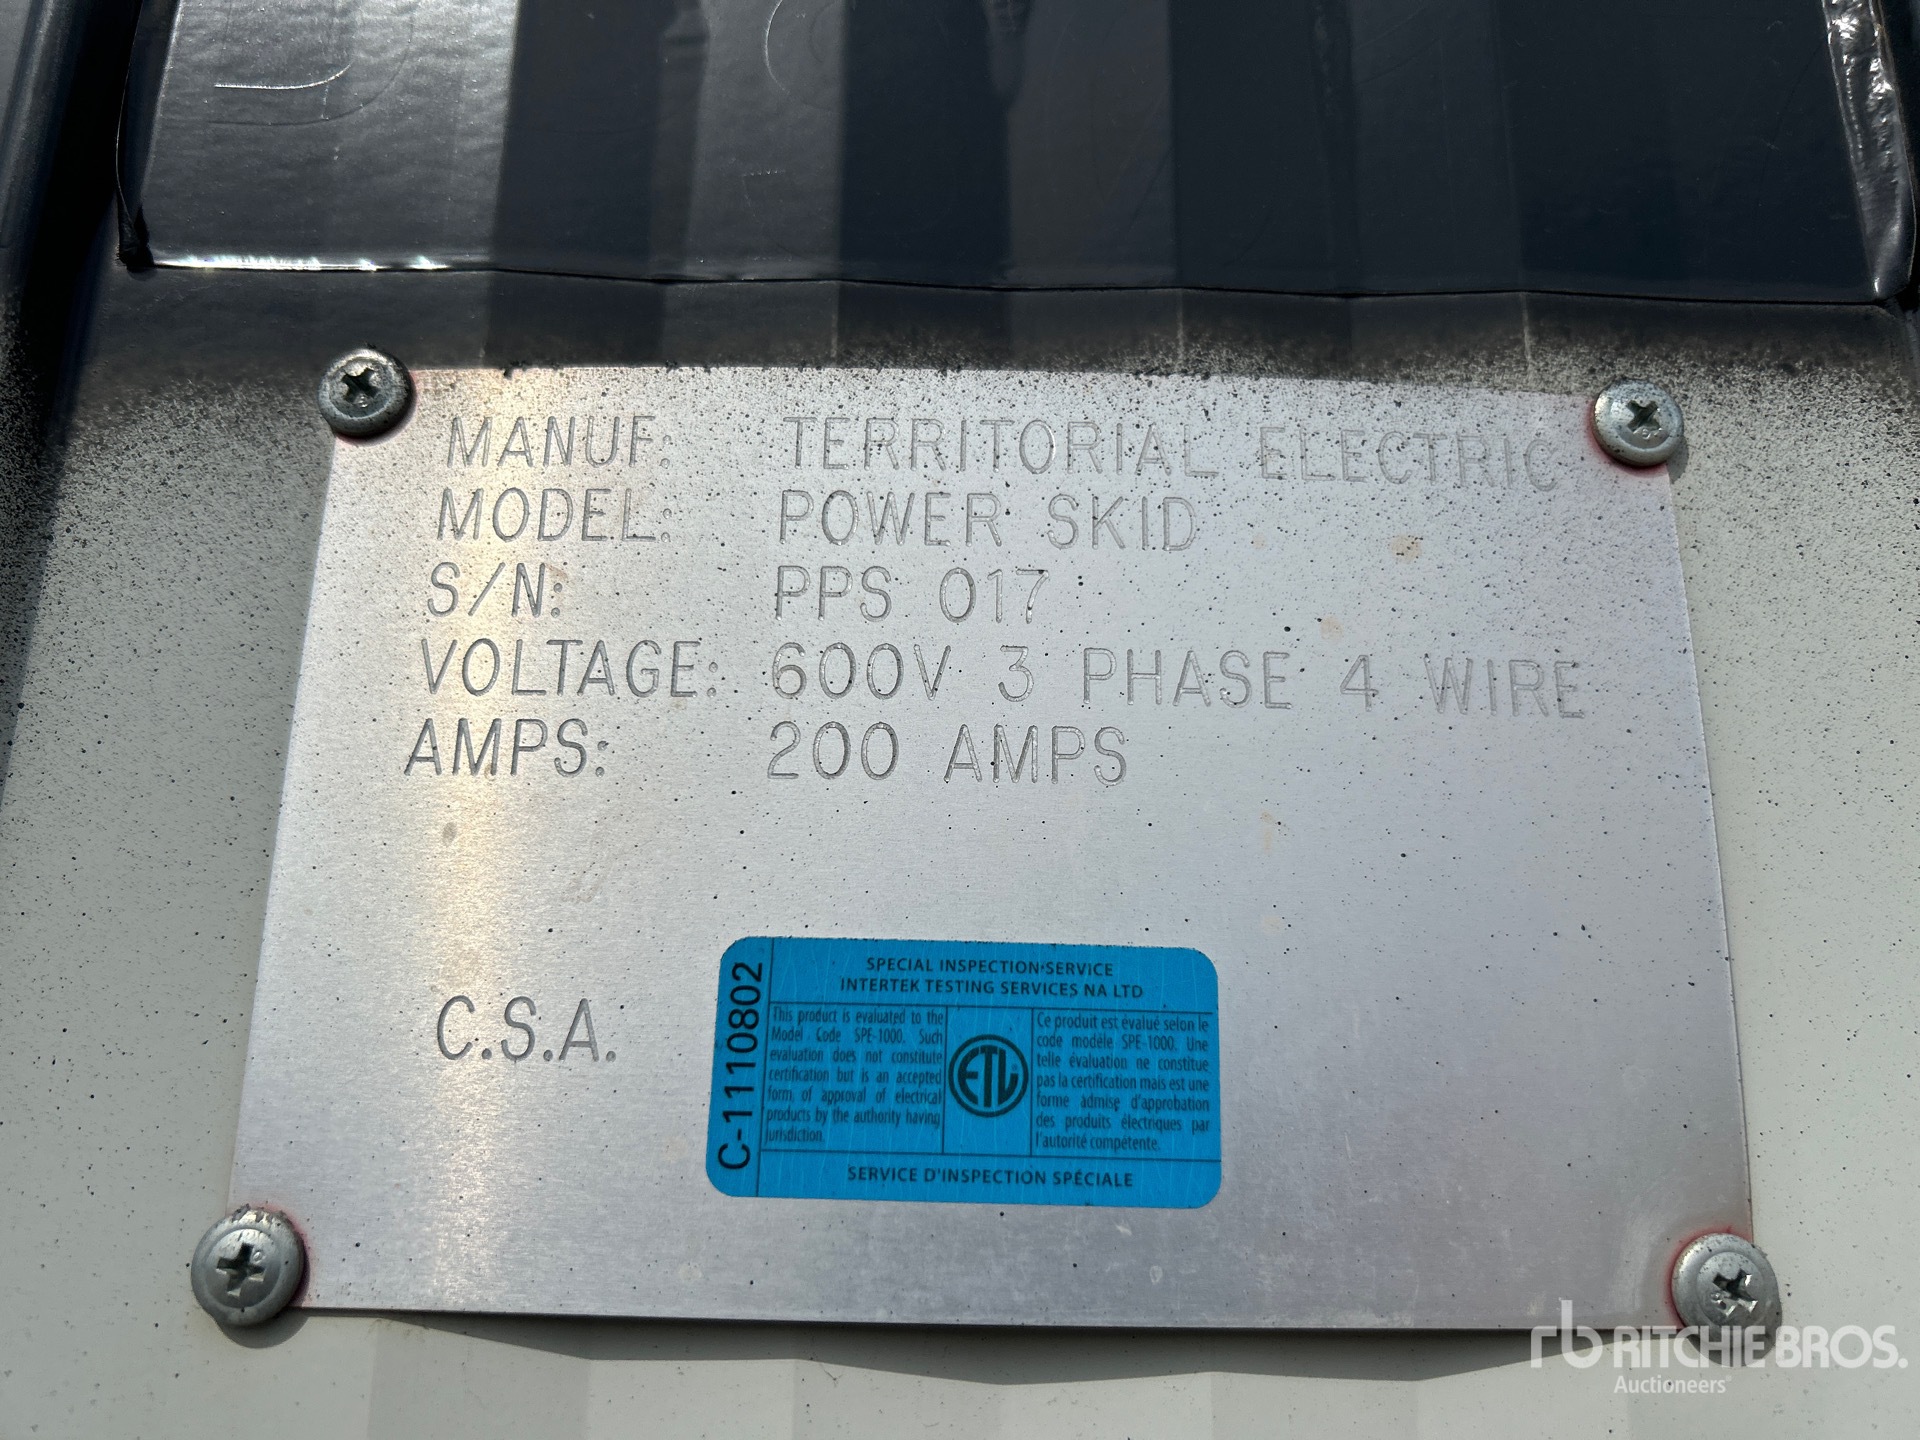 MANUF: TERRITORIAL ELECTRIC
MODEL: POWER SKID
S/N: PPS 017
VOLTAGE: 600V 3 PHASE 4 WIRE
AMPS: 200 AMPS
C.S.A.
C-1110802
SPECIAL INSPECTION SERVICE
INTERTEK TESTING SERVICES NA LTD
This product is evaluated to the
Model Code SPE-1000. Such
evaluation does not constitute
certification but is an accepted
form of approval of electrical
products by the authority having
jurisdiction.
ETL
Ce produit est évalué selon le
code modèle SPE-1000. Une
telle évaluation ne constitue
pas la certification mais est une
forme admise d'approbation
des produits électriques par
l'autorité compétente.
SERVICE D'INSPECTION SPÉCIALE
rb RITCHIE BROS.
Auctioneers